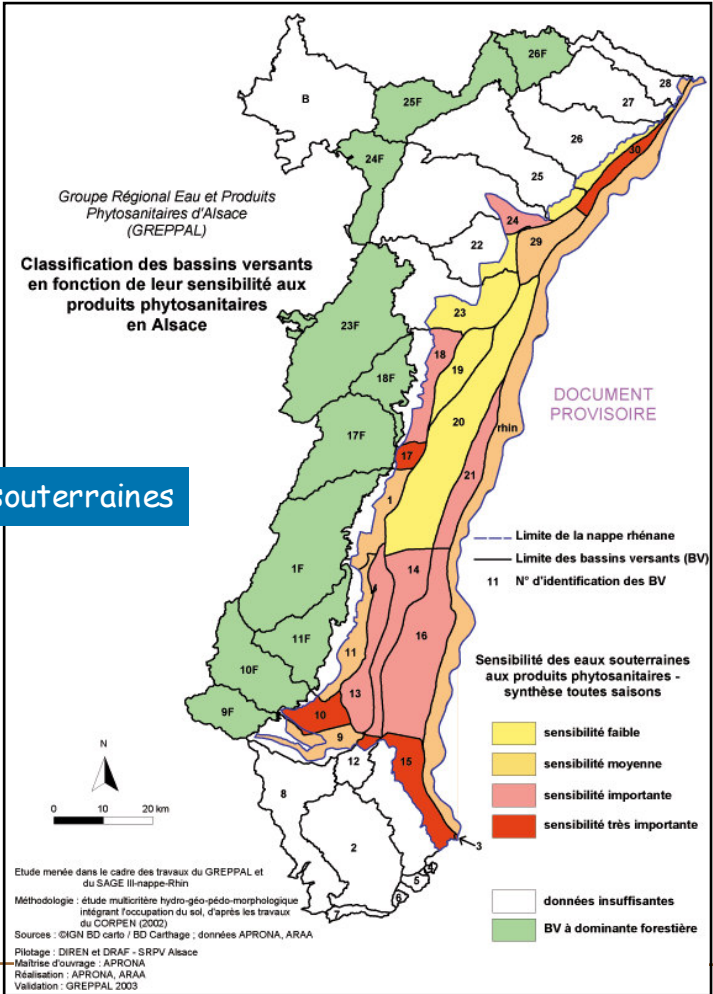 Groupe Régional Eau et Produits
Phytosanitaires d'Alsace
(GREPPAL)
Classification des bassins versants
en fonction de leur sensibilité aux
produits phytosanitaires
en Alsace
souterraines
DOCUMENT
PROVISOIRE
B
26F
25F
24F
28
27
26
30
25
24
22
29
23
23F
18
19
18F
20
17F
rhin
17
21
1
1F
14
11F
11
16
10F
13
9F
10
9
12
15
8
2
3
5
6
Limite de la nappe rhénane
Limite des bassins versants (BV)
11 N° d'identification des BV
Sensibilité des eaux souterraines
aux produits phytosanitaires -
synthèse toutes saisons
sensibilité faible
sensibilité moyenne
sensibilité importante
sensibilité très importante
données insuffisantes
BV à dominante forestière
N
0 10 20 km
Etude menée dans le cadre des travaux du GREPPAL et
du SAGE III-nappe-Rhin
Méthodologie : étude multicritère hydro-géo-pédo-morphologique
intégrant l'occupation du sol, d'après les travaux
du CORPEN (2002)
Sources : ©IGN BD carto / BD Carthage ; données APRONA, ARAA
Pilotage : DIREN et DRAF - SRPV Alsace
Maîtrise d'ouvrage : APRONA
Réalisation : APRONA, ARAA
Validation : GREPPAL 2003